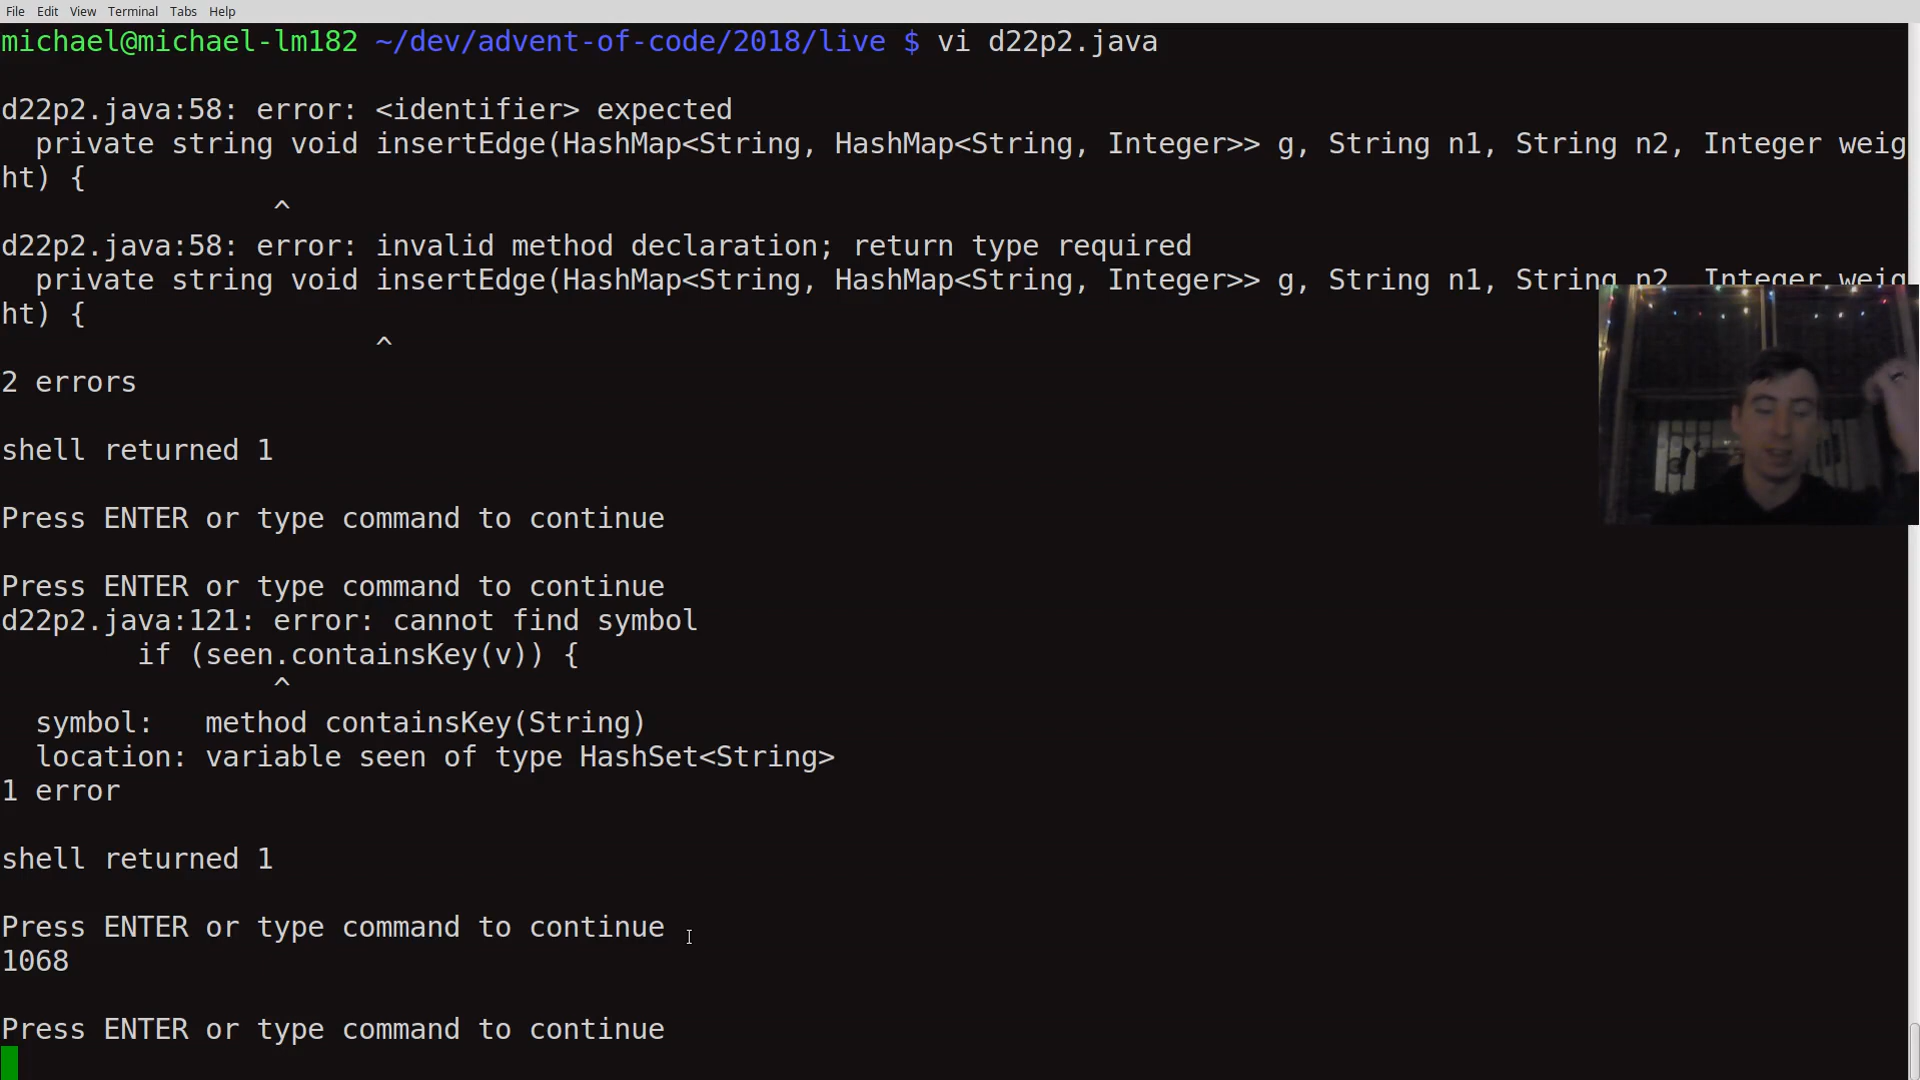 File Edit View Terminal Tabs Help
michael@michael-lm182 ~/dev/advent-of-code/2018/live $ vi d22p2.java
d22p2.java:58: error: <identifier> expected
private string void insertEdge(HashMap<String, HashMap<String, Integer>> g, String n1, String n2, Integer weig
ht) {
^
d22p2.java:58: error: invalid method declaration; return type required
private string void insertEdge(HashMap<String, HashMap<String, Integer>> g, String n1, String n2, Integer weig
ht) {
^
2 errors
shell returned 1
Press ENTER or type command to continue
Press ENTER or type command to continue
d22p2.java:121: error: cannot find symbol
if (seen.containsKey(v)) {
^
symbol:   method containsKey(String)
location: variable seen of type HashSet<String>
1 error
shell returned 1
Press ENTER or type command to continue
1068
Press ENTER or type command to continue